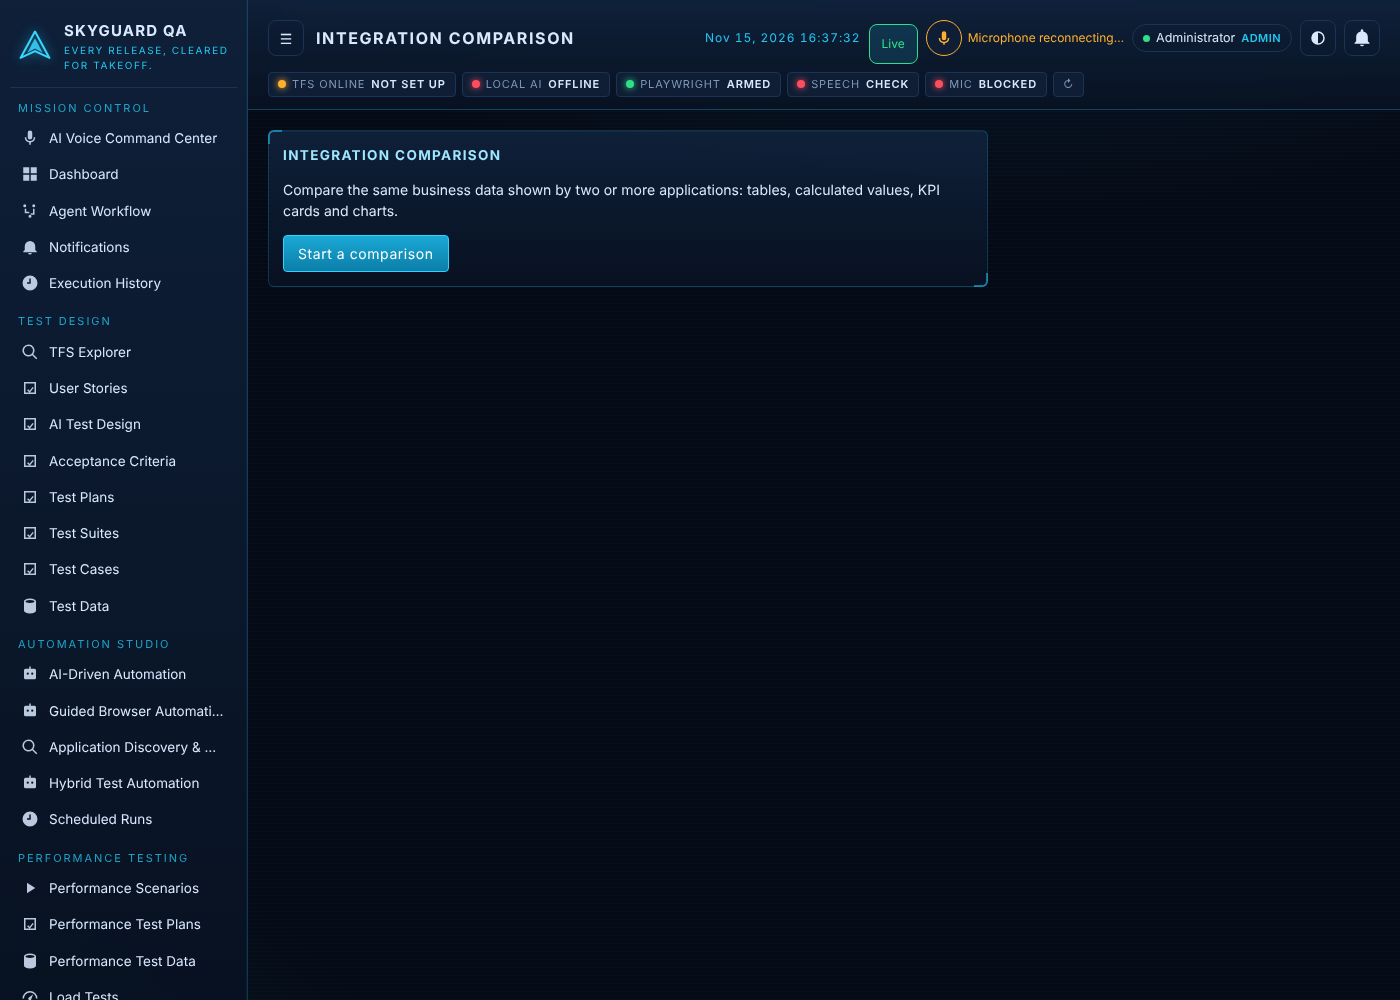 SKYGUARD QA
EVERY RELEASE, CLEARED
FOR TAKEOFF.
MISSION CONTROL
AI Voice Command Center
Dashboard
Agent Workflow
Notifications
Execution History
TEST DESIGN
TFS Explorer
User Stories
AI Test Design
Acceptance Criteria
Test Plans
Test Suites
Test Cases
Test Data
AUTOMATION STUDIO
AI-Driven Automation
Guided Browser Automati...
Application Discovery & ...
Hybrid Test Automation
Scheduled Runs
PERFORMANCE TESTING
Performance Scenarios
Performance Test Plans
Performance Test Data
Load Tests
INTEGRATION COMPARISON
Nov 15, 2026 16:37:32
Live
Microphone reconnecting...
Administrator ADMIN
TFS ONLINE NOT SET UP
LOCAL AI OFFLINE
PLAYWRIGHT ARMED
SPEECH CHECK
MIC BLOCKED
INTEGRATION COMPARISON
Compare the same business data shown by two or more applications: tables, calculated values, KPI
cards and charts.
Start a comparison